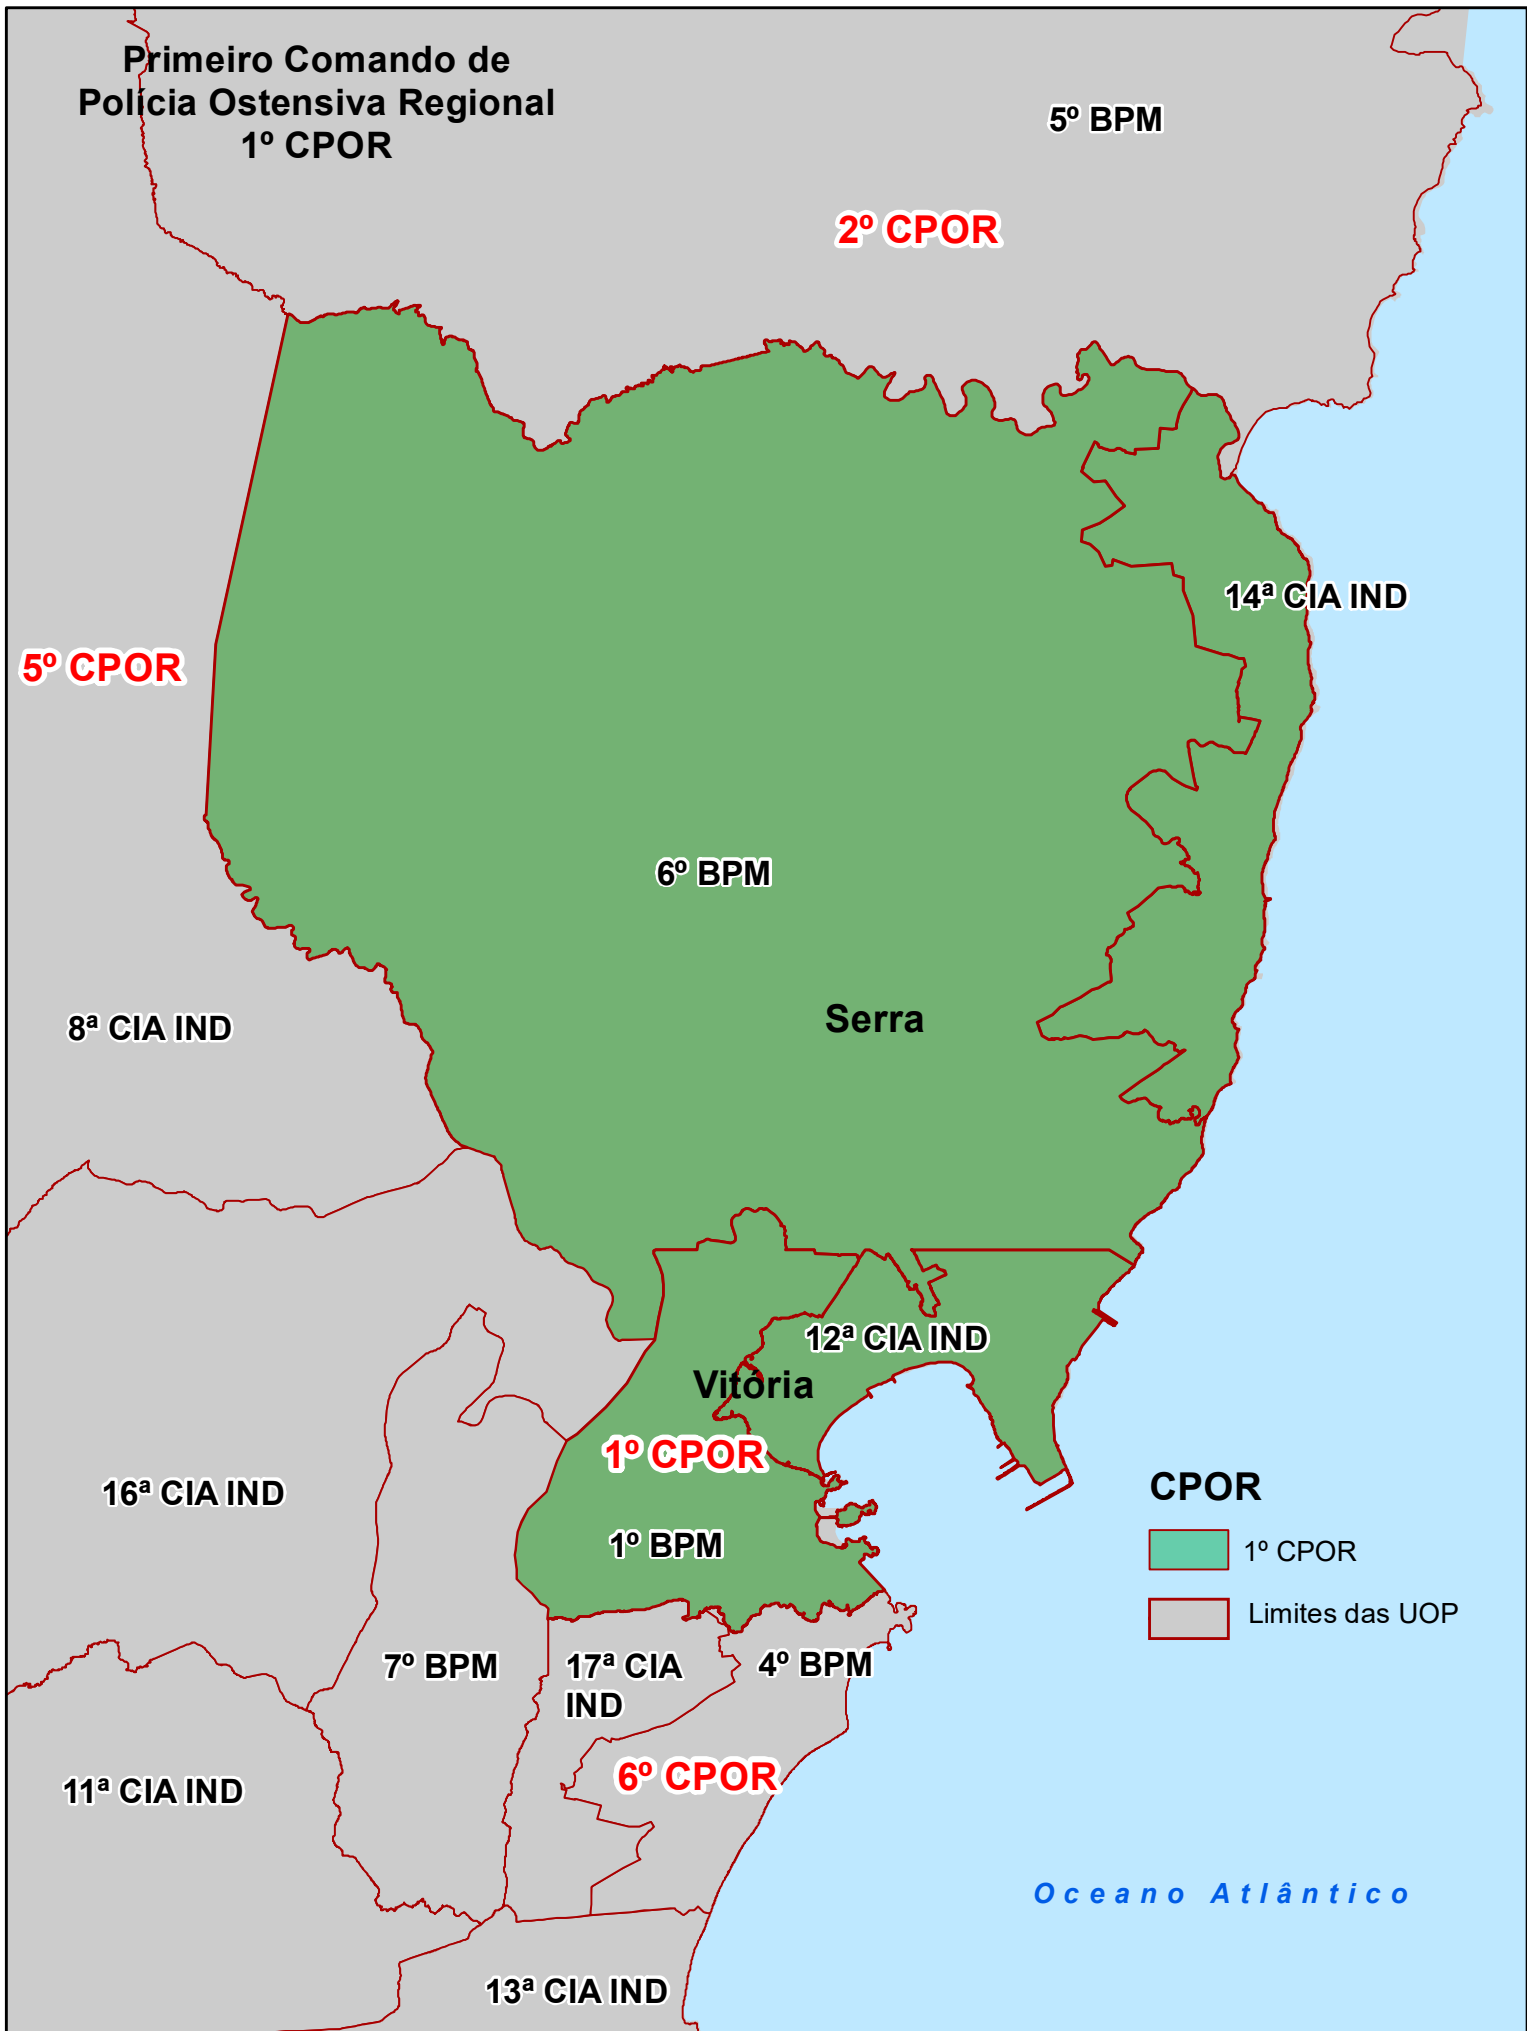 Primeiro Comando de
Polícia Ostensiva Regional
1º CPOR
5º BPM
2º CPOR
14ª CIA IND
5º CPOR
6º BPM
Serra
8ª CIA IND
12ª CIA IND
Vitória
1º CPOR
16ª CIA IND
1º BPM
CPOR
1º CPOR
Limites das UOP
7º BPM
17ª CIA
IND
4º BPM
6º CPOR
11ª CIA IND
Oceano Atlântico
13ª CIA IND